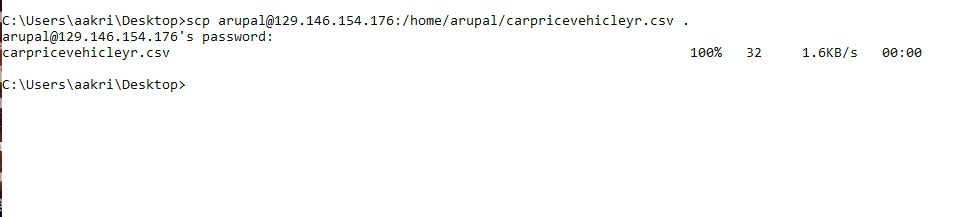 C:\Users\aakri\Desktop>scp arupal@129.146.154.176:/home/arupal/carpricevehicleyr.csv .
arupal@129.146.154.176's password:
carpricevehicleyr.csv 100% 32 1.6KB/s 00:00
C:\Users\aakri\Desktop>